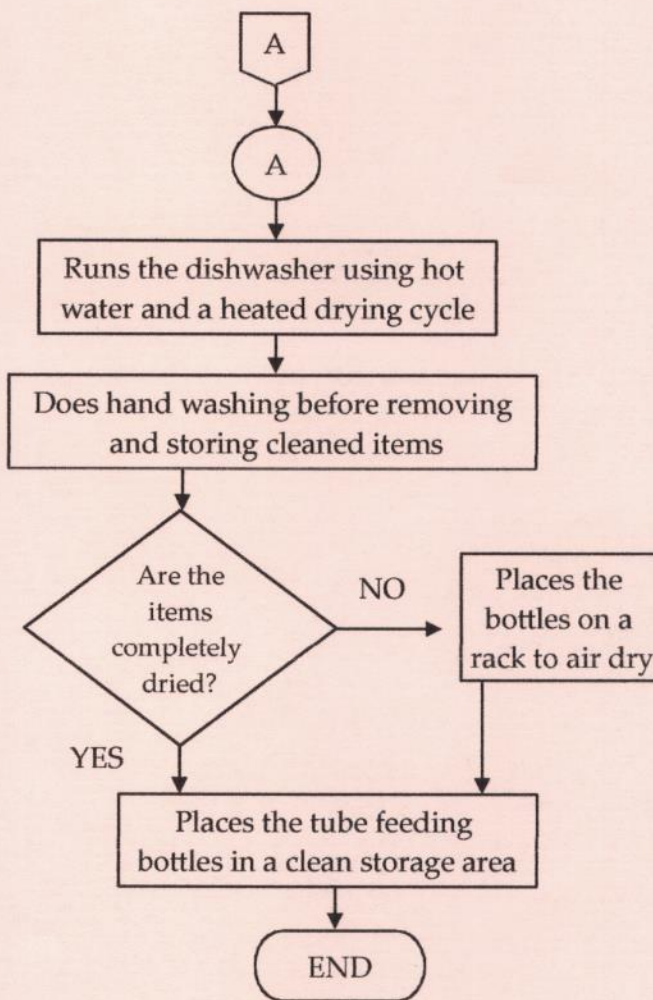 A
A
Runs the dishwasher using hot
water and a heated drying cycle
Does hand washing before removing
and storing cleaned items
Are the
items
completely
dried?
NO
Places the
bottles on a
rack to air dry
YES
Places the tube feeding
bottles in a clean storage area
END